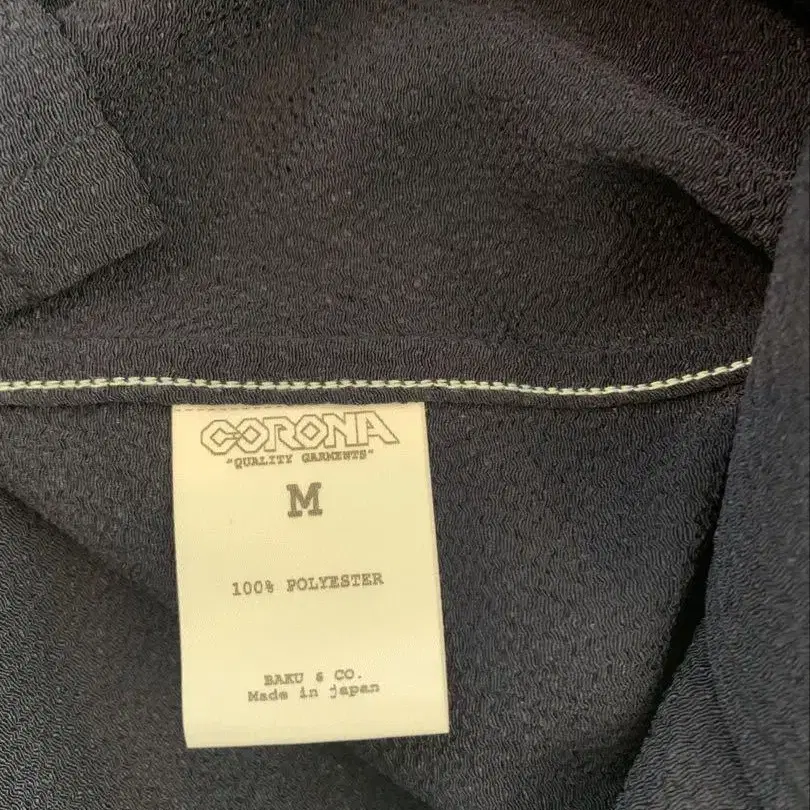 CORONA
"QUALITY GARMENTS"
M
100% POLYESTER
BAKU & CO.
Made in japan